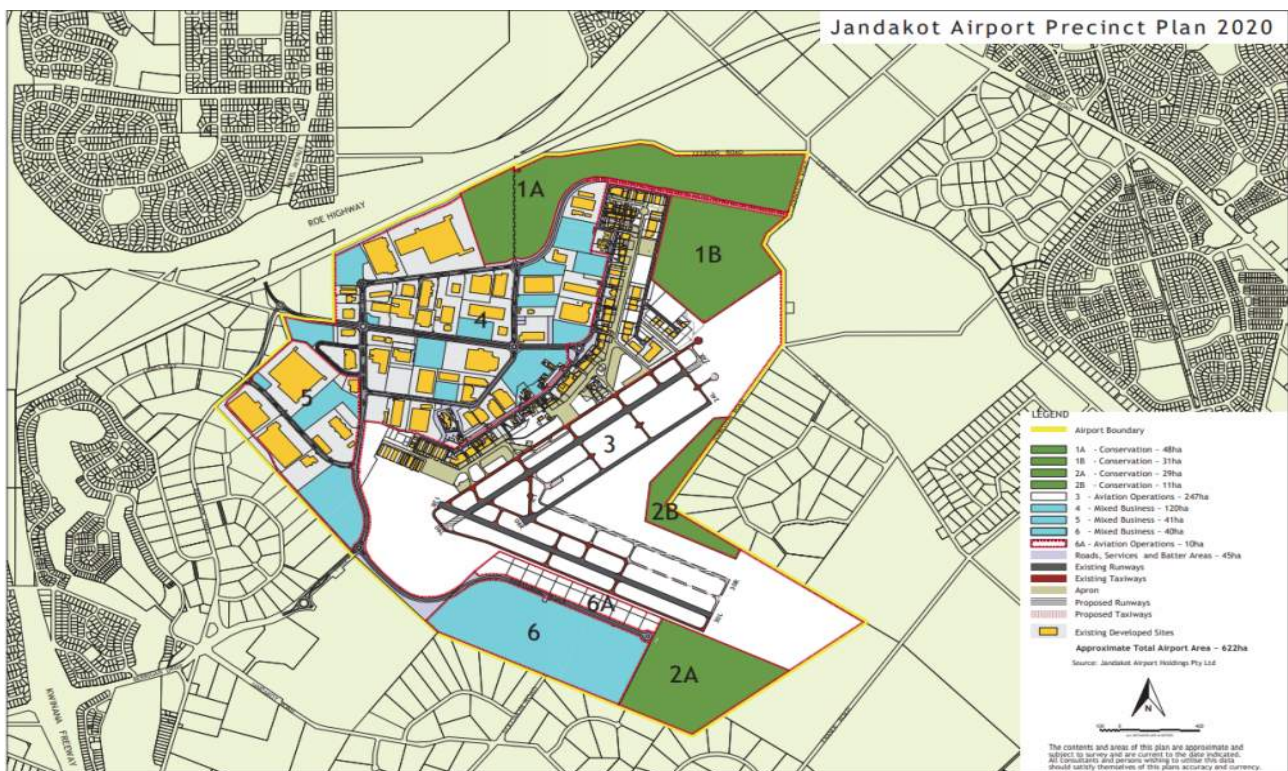 Jandakot Airport Precinct Plan 2020
ROE HIGHWAY
1A
1B
4
5
3
2B
6A
6
2A
KWINANA FREEWAY
LEGEND
Airport Boundary
1A - Conservation - 48ha
1B - Conservation - 31ha
2A - Conservation - 29ha
2B - Conservation - 11ha
3 - Aviation Operations - 247ha
4 - Mixed Business - 120ha
5 - Mixed Business - 41ha
6 - Mixed Business - 40ha
6A - Aviation Operations - 10ha
Roads, Services and Batter Areas - 45ha
Existing Runways
Existing Taxiways
Apron
Proposed Runways
Proposed Taxiways
Existing Developed Sites
Approximate Total Airport Area - 622ha
Source: Jandakot Airport Holdings Pty Ltd
N
100 0 400
The contents and areas of this plan are approximate and
subject to survey and are current to the date indicated.
All consultants and persons wishing to utilise this data
should satisfy themselves of this plans accuracy and currency.